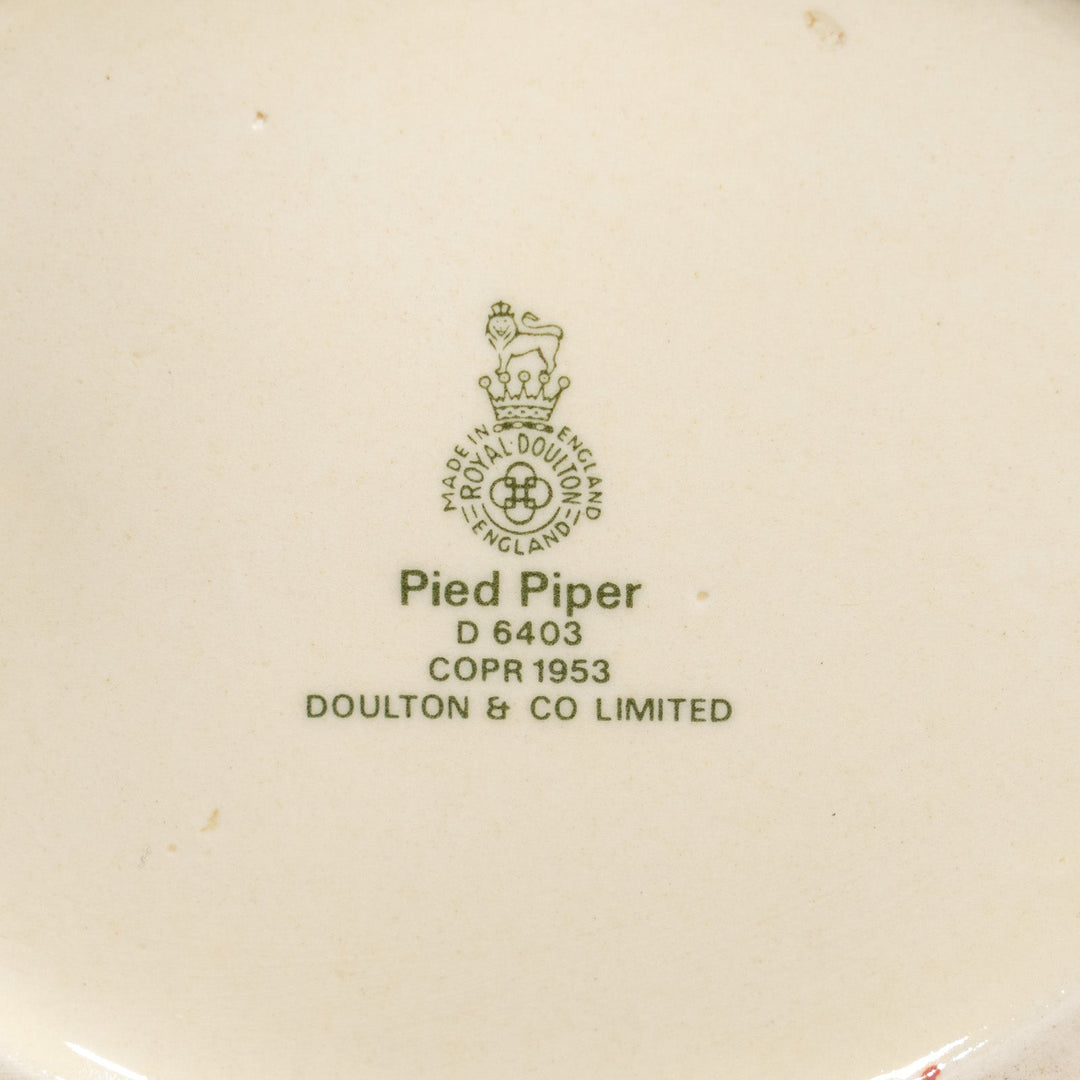 MADE IN ENGLAND
ROYAL·DOULTON
ENGLAND
Pied Piper
D 6403
COPR 1953
DOULTON & CO LIMITED